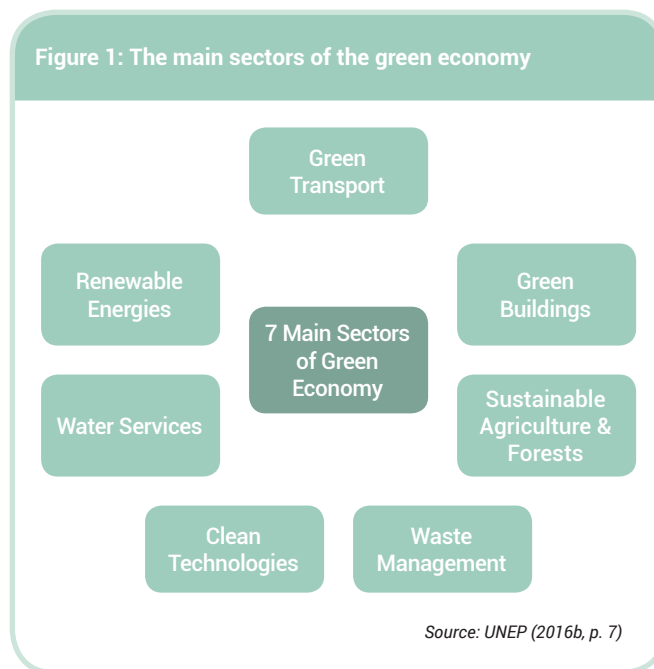 Figure 1: The main sectors of the green economy
Green
Transport
Renewable
Energies
Green
Buildings
7 Main Sectors
of Green
Economy
Water Services
Sustainable
Agriculture &
Forests
Clean
Technologies
Waste
Management
Source: UNEP (2016b, p. 7)